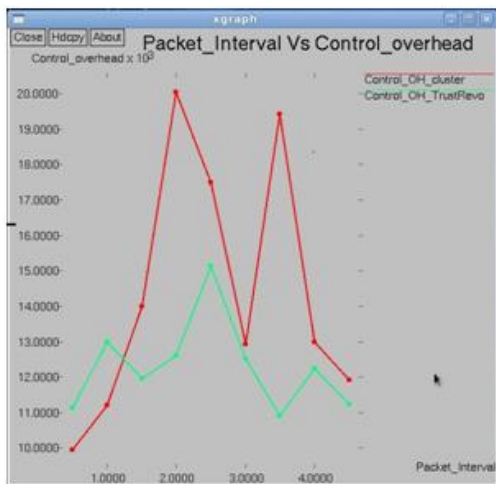 xgraph
Close Hdcpy About
Packet_Interval Vs Control_overhead
Control_overhead x 10³
Control_OH_cluster
Control_OH_TrustRevo
20.0000
19.0000
18.0000
17.0000
16.0000
15.0000
14.0000
13.0000
12.0000
11.0000
10.0000
1.0000 2.0000 3.0000 4.0000
Packet_Interval